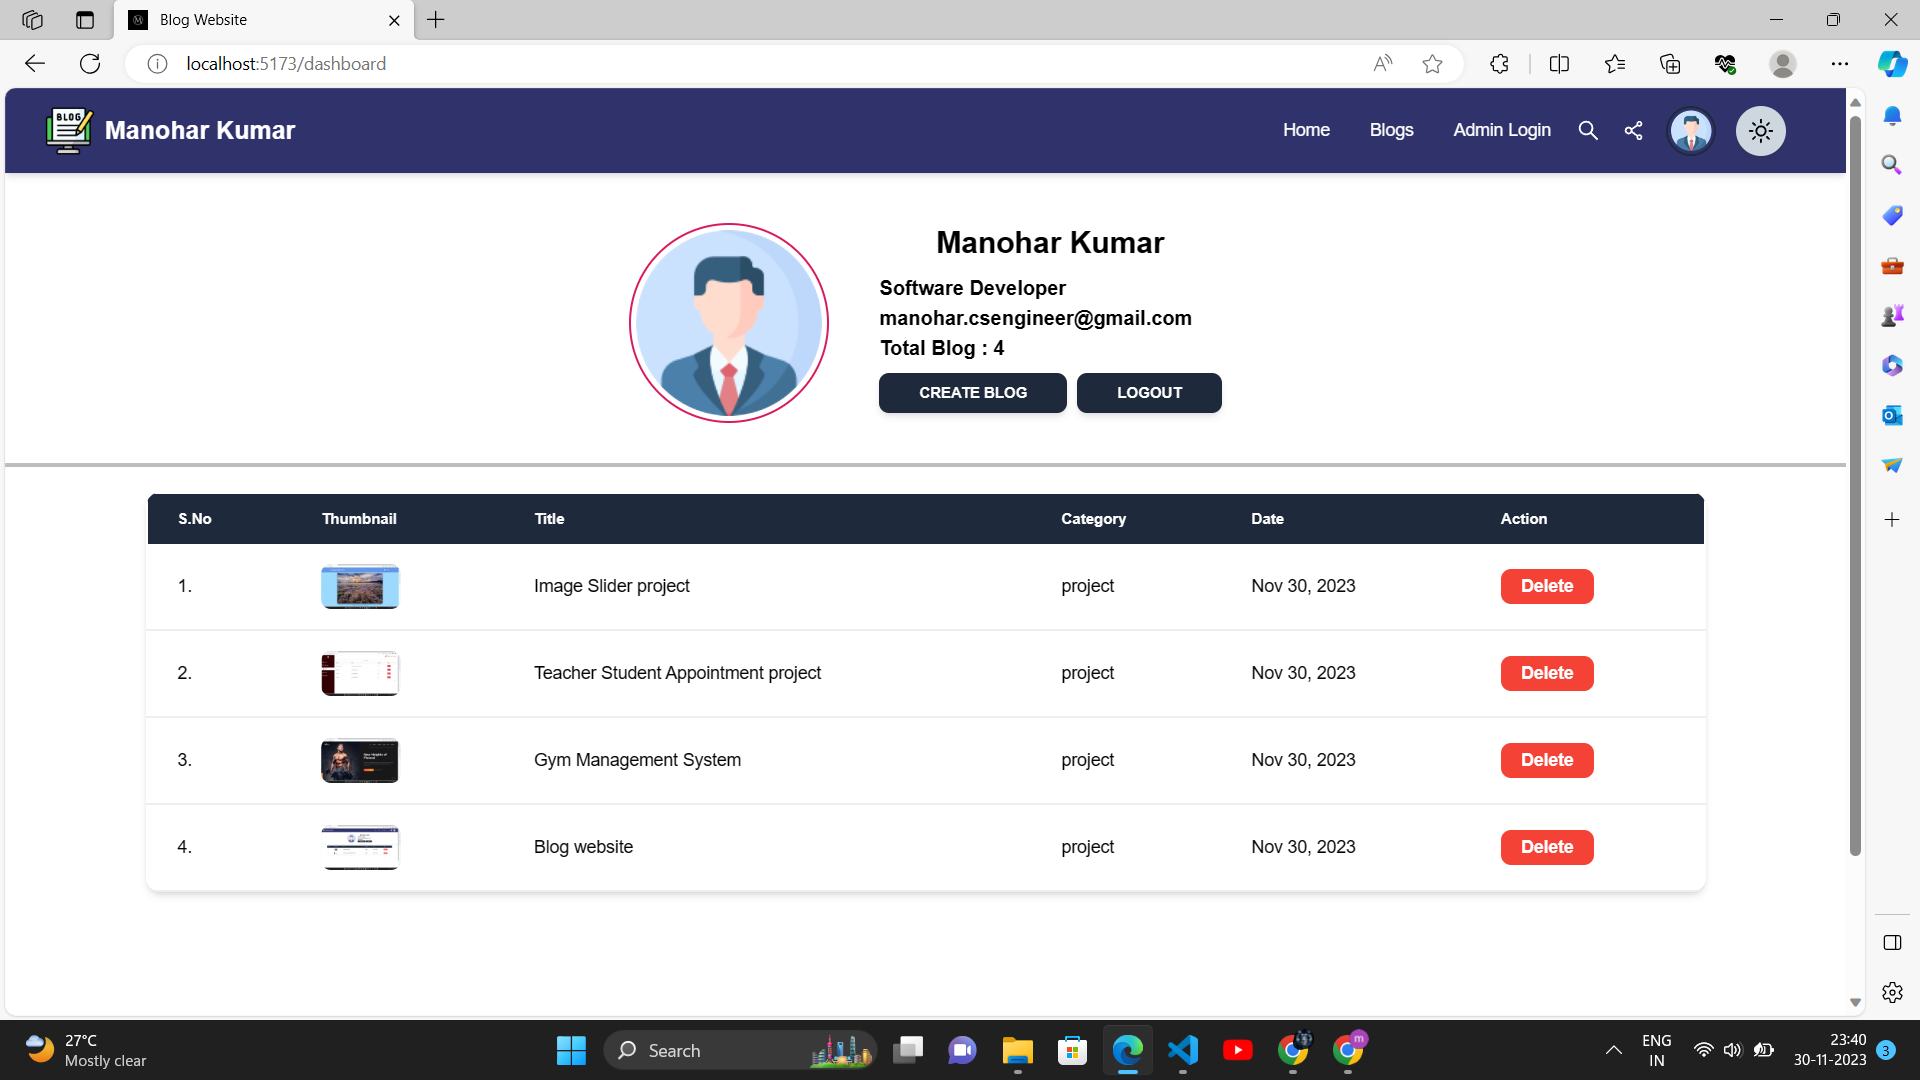 Blog Website
localhost:5173/dashboard
BLOG
Manohar Kumar
Home Blogs Admin Login
Manohar Kumar
Software Developer
manohar.csengineer@gmail.com
Total Blog : 4
CREATE BLOG LOGOUT
S.No Thumbnail Title Category Date Action
1. Image Slider project project Nov 30, 2023 Delete
2. Teacher Student Appointment project project Nov 30, 2023 Delete
3. Gym Management System project Nov 30, 2023 Delete
4. Blog website project Nov 30, 2023 Delete
27°C
Mostly clear
Search
m
ENG
IN
23:40
30-11-2023
3